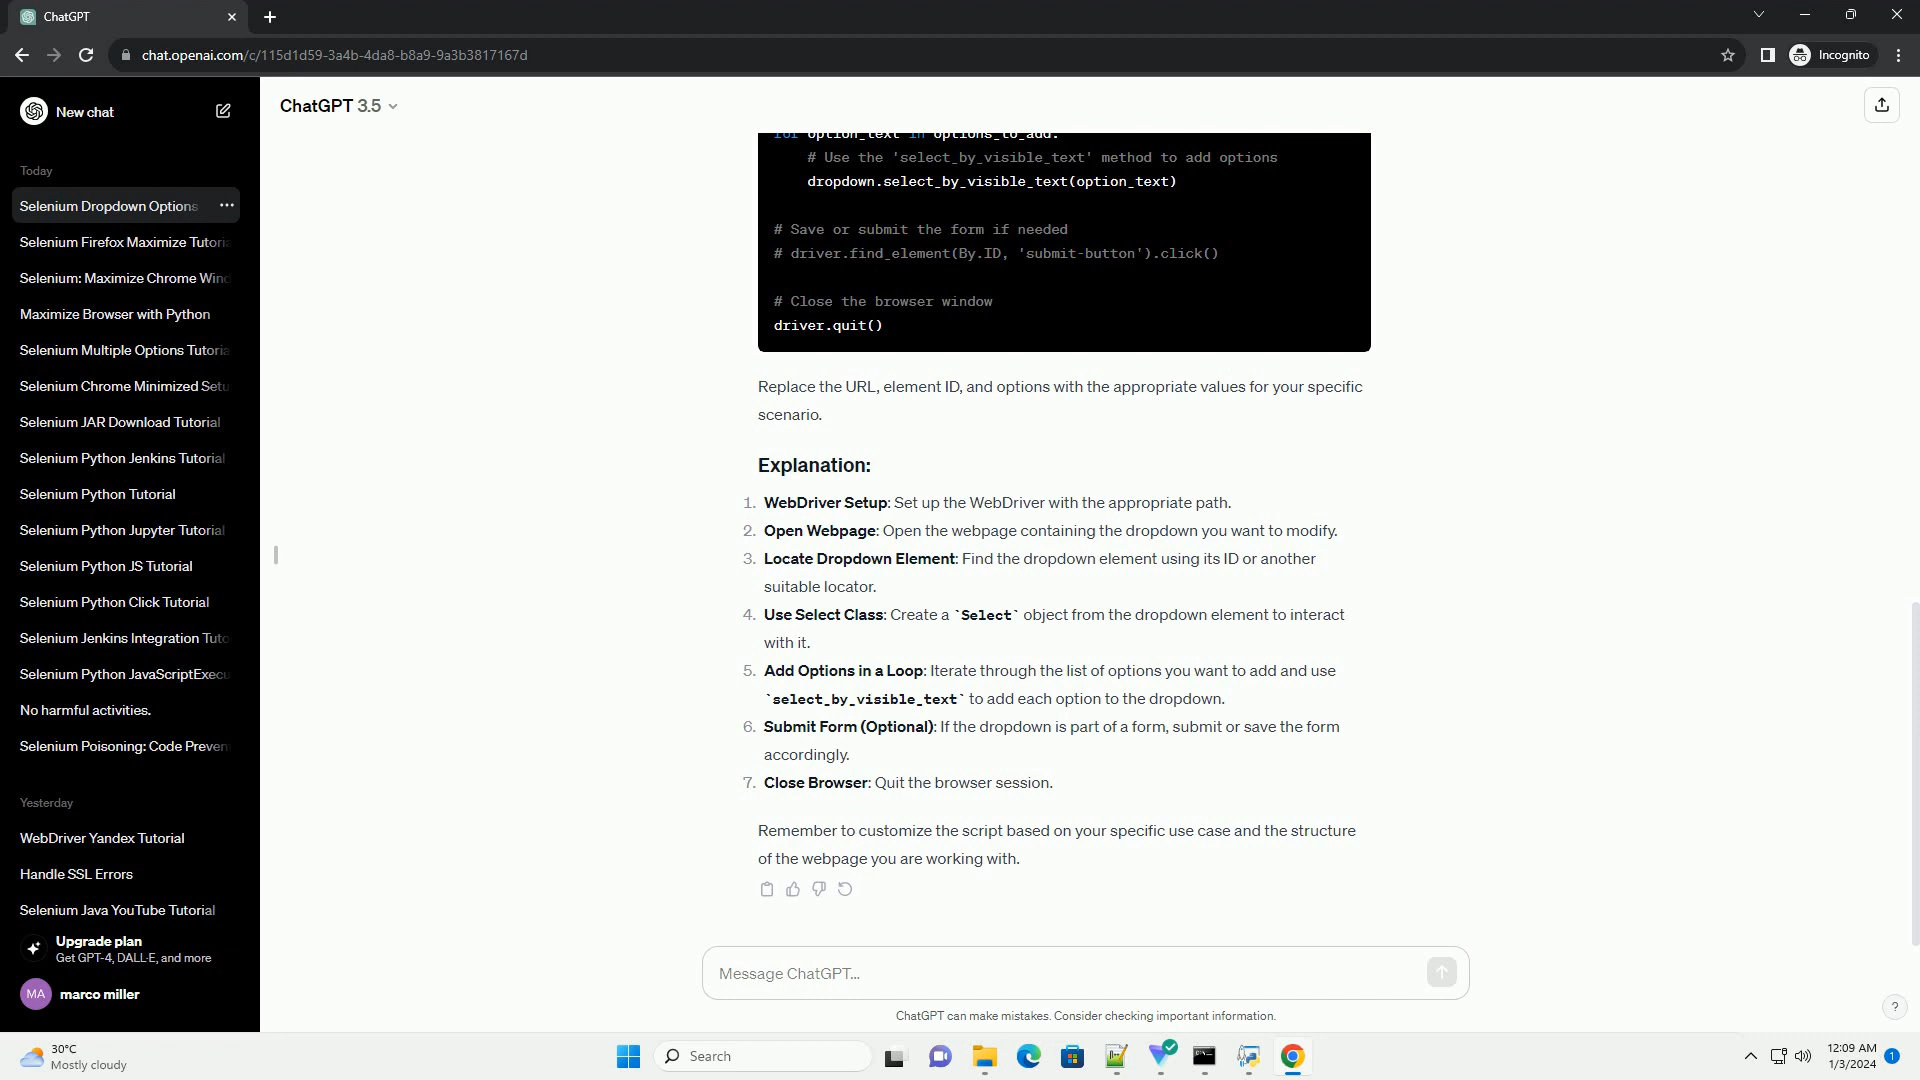 ChatGPT
chat.openai.com/c/115d1d59-3a4b-4da8-b8a9-9a3b3817167d
Incognito
New chat
ChatGPT 3.5
Today
Selenium Dropdown Options
Selenium Firefox Maximize Tutoria
Selenium: Maximize Chrome Wind
Maximize Browser with Python
Selenium Multiple Options Tutoria
Selenium Chrome Minimized Setu
Selenium JAR Download Tutorial
Selenium Python Jenkins Tutorial
Selenium Python Tutorial
Selenium Python Jupyter Tutorial
Selenium Python JS Tutorial
Selenium Python Click Tutorial
Selenium Jenkins Integration Tuto
Selenium Python JavaScriptExecu
No harmful activities.
Selenium Poisoning: Code Preven
Yesterday
WebDriver Yandex Tutorial
Handle SSL Errors
Selenium Java YouTube Tutorial
Upgrade plan
Get GPT-4, DALL·E, and more
MA marco miller
for option_text in options_to_add:
# Use the 'select_by_visible_text' method to add options
dropdown.select_by_visible_text(option_text)
# Save or submit the form if needed
# driver.find_element(By.ID, 'submit-button').click()
# Close the browser window
driver.quit()
Replace the URL, element ID, and options with the appropriate values for your specific
scenario.
Explanation:
1. WebDriver Setup: Set up the WebDriver with the appropriate path.
2. Open Webpage: Open the webpage containing the dropdown you want to modify.
3. Locate Dropdown Element: Find the dropdown element using its ID or another
suitable locator.
4. Use Select Class: Create a `Select` object from the dropdown element to interact
with it.
5. Add Options in a Loop: Iterate through the list of options you want to add and use
`select_by_visible_text` to add each option to the dropdown.
6. Submit Form (Optional): If the dropdown is part of a form, submit or save the form
accordingly.
7. Close Browser: Quit the browser session.
Remember to customize the script based on your specific use case and the structure
of the webpage you are working with.
Message ChatGPT...
ChatGPT can make mistakes. Consider checking important information.
?
30°C
Mostly cloudy
Search
12:09 AM
1/3/2024
1